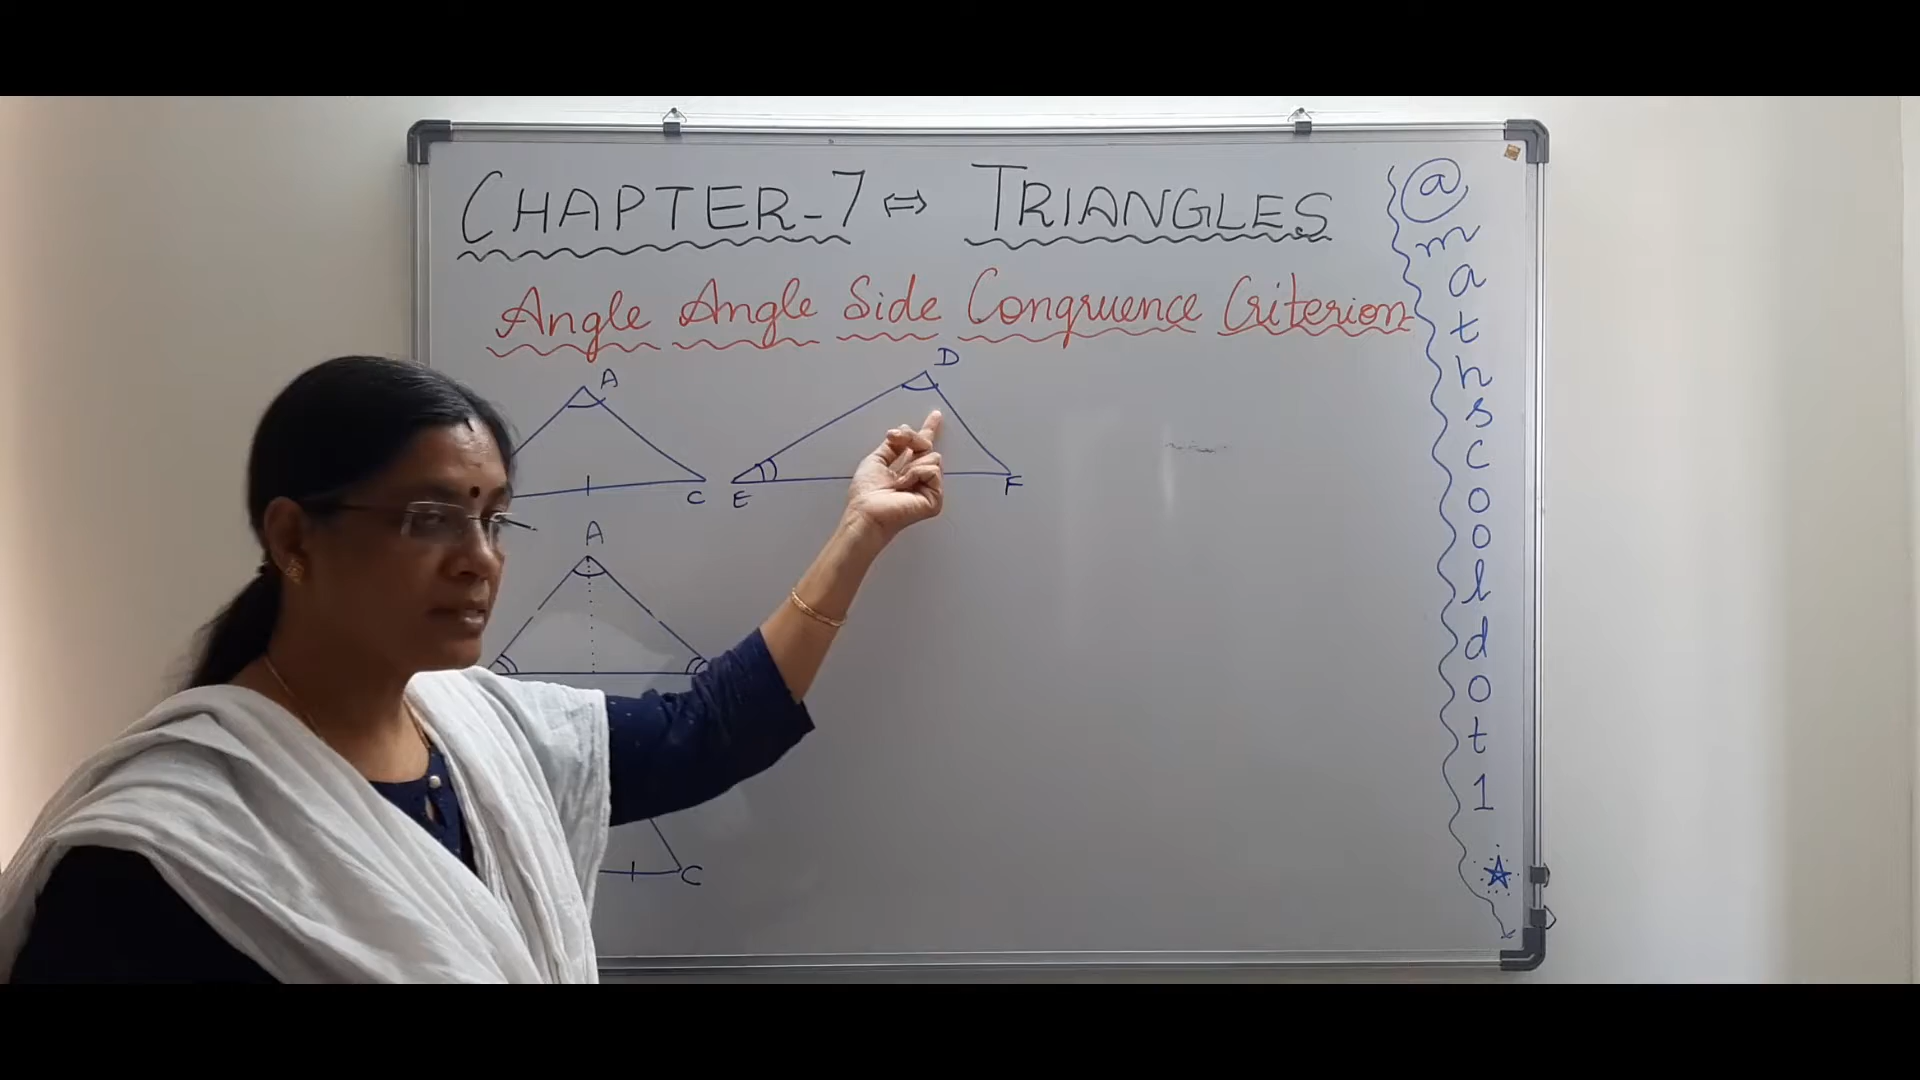 CHAPTER-7 ⇔ TRIANGLES
Angle Angle Side Congruence Criterion
A
C
D
E
F
A
C
@mathscooldot1